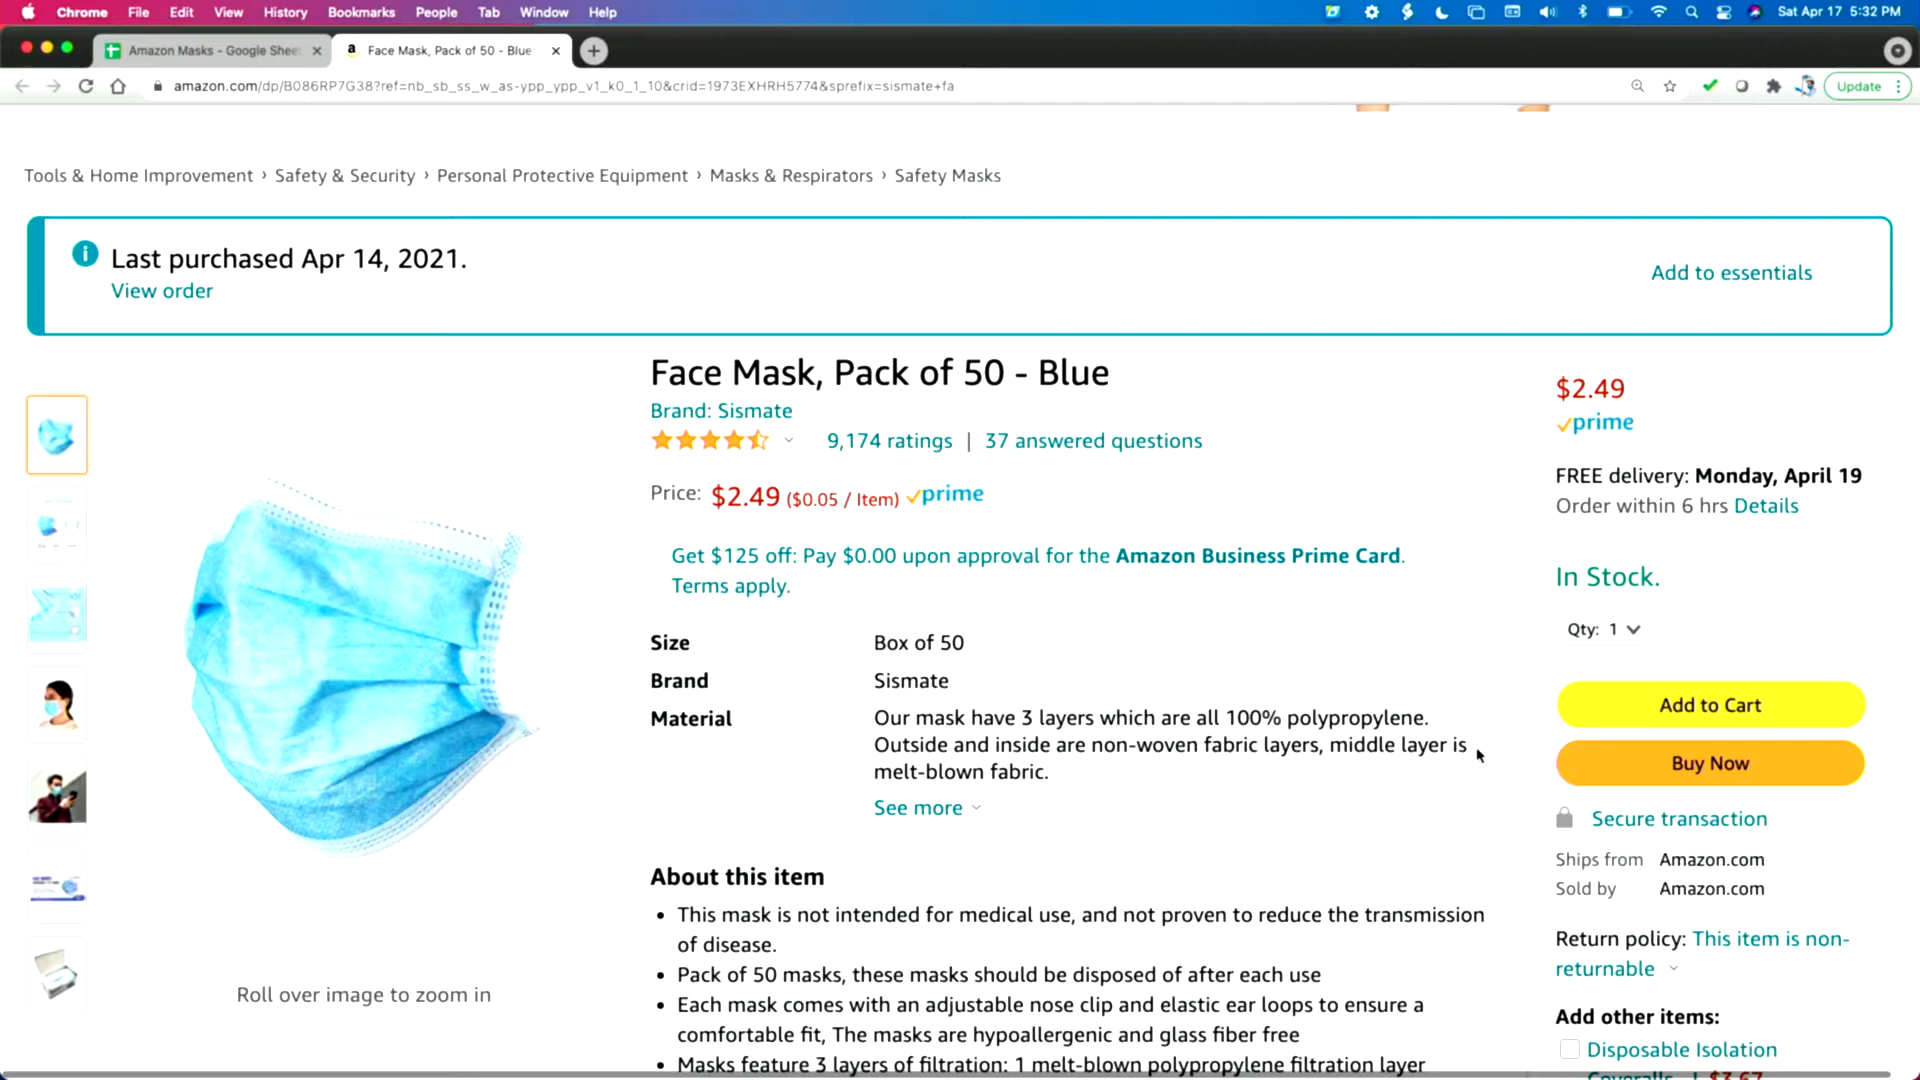 Chrome File Edit View History Bookmarks People Tab Window Help
Sat Apr 17 5:32 PM
Amazon Masks - Google Shee
Face Mask, Pack of 50 - Blue
amazon.com/dp/B086RP7G38?ref=nb_sb_ss_w_as-ypp_ypp_v1_k0_1_10&crid=1973EXHRH5774&sprefix=sismate+fa
Update
Tools & Home Improvement › Safety & Security › Personal Protective Equipment › Masks & Respirators › Safety Masks
Last purchased Apr 14, 2021.
View order
Add to essentials
Face Mask, Pack of 50 - Blue
Brand: Sismate
9,174 ratings | 37 answered questions
Price: $2.49 ($0.05 / Item) prime
Get $125 off: Pay $0.00 upon approval for the Amazon Business Prime Card.
Terms apply.
Size Box of 50
Brand Sismate
Material Our mask have 3 layers which are all 100% polypropylene.
Outside and inside are non-woven fabric layers, middle layer is
melt-blown fabric.
See more
About this item
• This mask is not intended for medical use, and not proven to reduce the transmission
of disease.
• Pack of 50 masks, these masks should be disposed of after each use
• Each mask comes with an adjustable nose clip and elastic ear loops to ensure a
comfortable fit, The masks are hypoallergenic and glass fiber free
• Masks feature 3 layers of filtration: 1 melt-blown polypropylene filtration layer
Roll over image to zoom in
$2.49
prime
FREE delivery: Monday, April 19
Order within 6 hrs Details
In Stock.
Qty: 1
Add to Cart
Buy Now
Secure transaction
Ships from Amazon.com
Sold by Amazon.com
Return policy: This item is non-
returnable
Add other items:
Disposable Isolation
Coveralls | $3.67